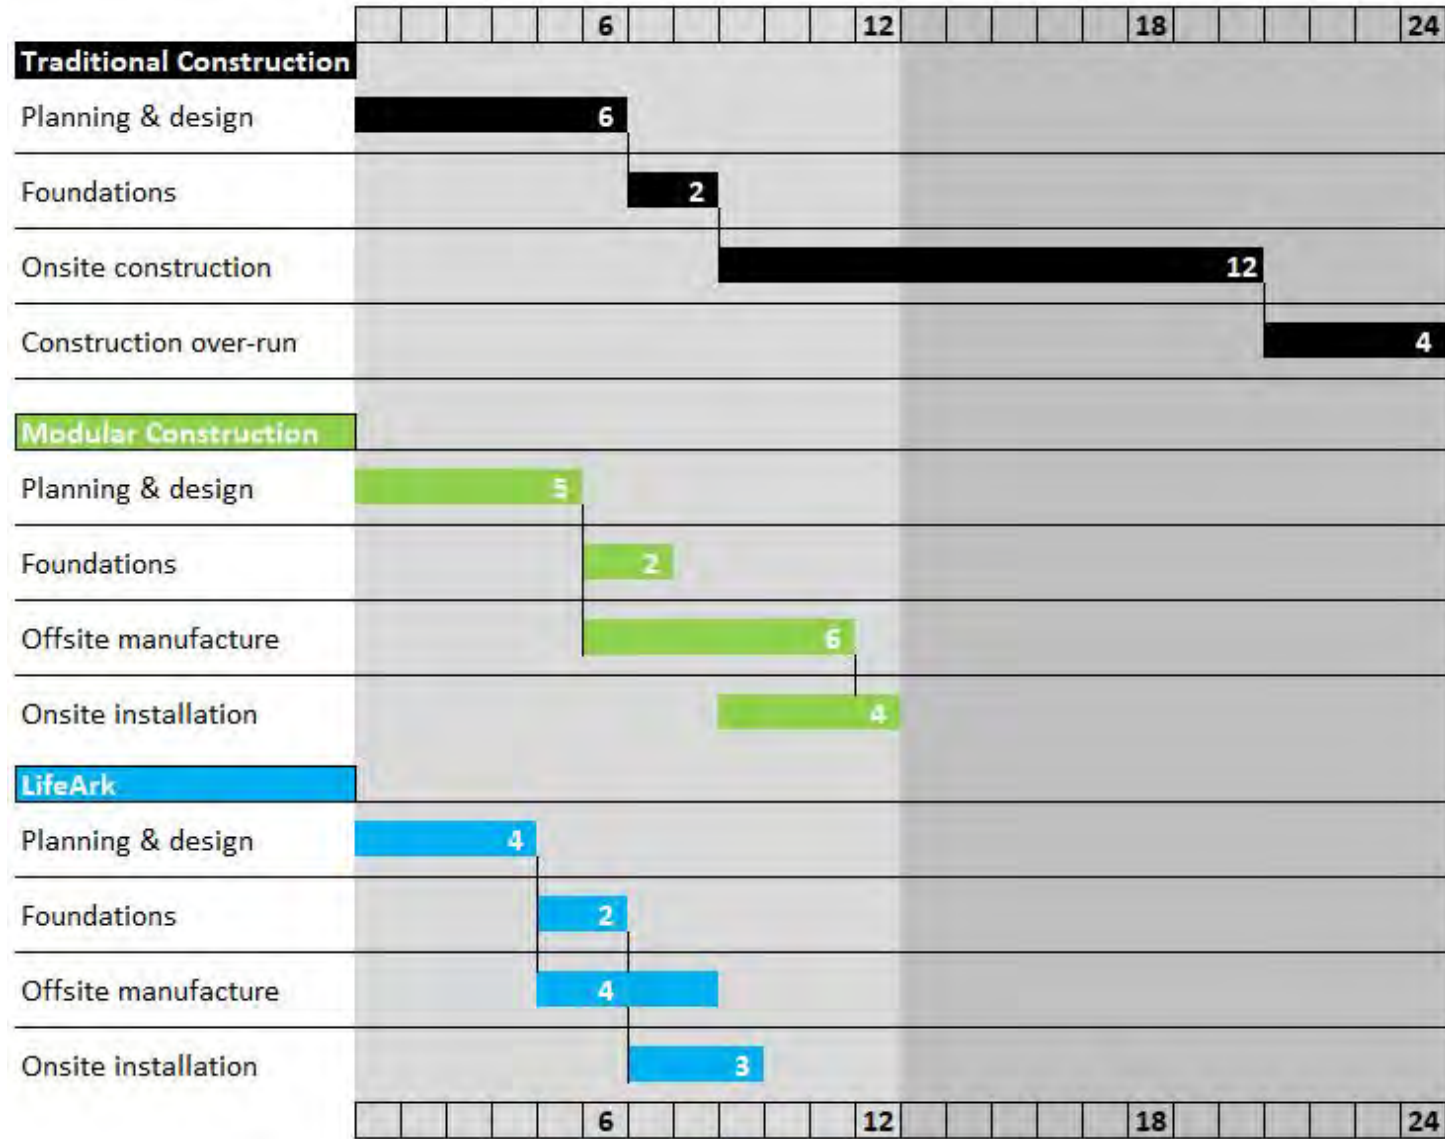 6 12 18 24
Traditional Construction
Planning & design 6
Foundations 2
Onsite construction 12
Construction over-run 4
Modular Construction
Planning & design 5
Foundations 2
Offsite manufacture 6
Onsite installation 4
LifeArk
Planning & design 4
Foundations 2
Offsite manufacture 4
Onsite installation 3
6 12 18 24